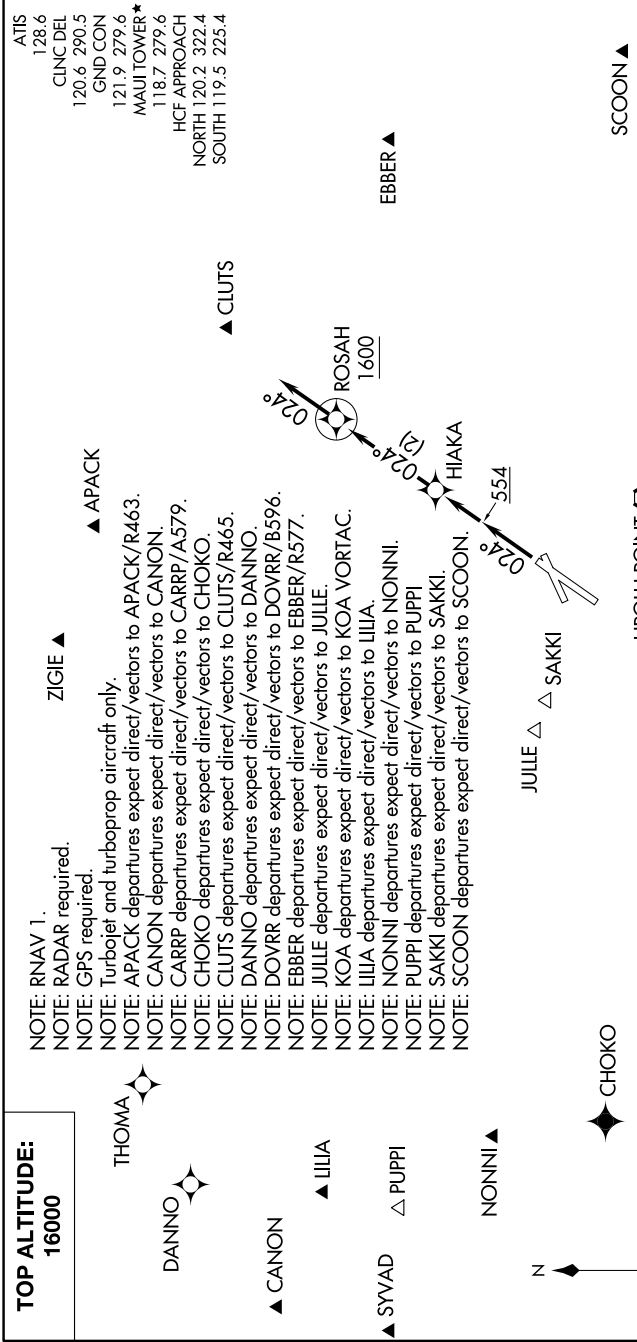 TOP ALTITUDE:
16000
NOTE: RNAV 1.
NOTE: RADAR required.
NOTE: GPS required.
NOTE: Turbojet and turboprop aircraft only.
NOTE: APACK departures expect direct/vectors to APACK/R463.
NOTE: CANON departures expect direct/vectors to CANON.
NOTE: CARRP departures expect direct/vectors to CARRP/A579.
NOTE: CHOKO departures expect direct/vectors to CHOKO.
NOTE: CLUTS departures expect direct/vectors to CLUTS/R465.
NOTE: DANNO departures expect direct/vectors to DANNO.
NOTE: DOVRR departures expect direct/vectors to DOVRR/B596.
NOTE: EBBER departures expect direct/vectors to EBBER/R577.
NOTE: JULLE departures expect direct/vectors to JULLE.
NOTE: KOA departures expect direct/vectors to KOA VORTAC.
NOTE: LILIA departures expect direct/vectors to LILIA.
NOTE: NONNI departures expect direct/vectors to NONNI.
NOTE: PUPPI departures expect direct/vectors to PUPPI
NOTE: SAKKI departures expect direct/vectors to SAKKI.
NOTE: SCOON departures expect direct/vectors to SCOON.
ATIS
128.6
CLNC DEL
120.6 290.5
GND CON
121.9 279.6
MAUI TOWER★
118.7 279.6
HCF APPROACH
NORTH 120.2 322.4
SOUTH 119.5 225.4
ZIGIE
APACK
THOMA
DANNO
CLUTS
CANON
LILIA
024°
ROSAH
1600
SYVAD
PUPPI
EBBER
024°
(2)
HIAKA
NONNI
554
024°
N
JULLE
SAKKI
CHOKO
SCOON